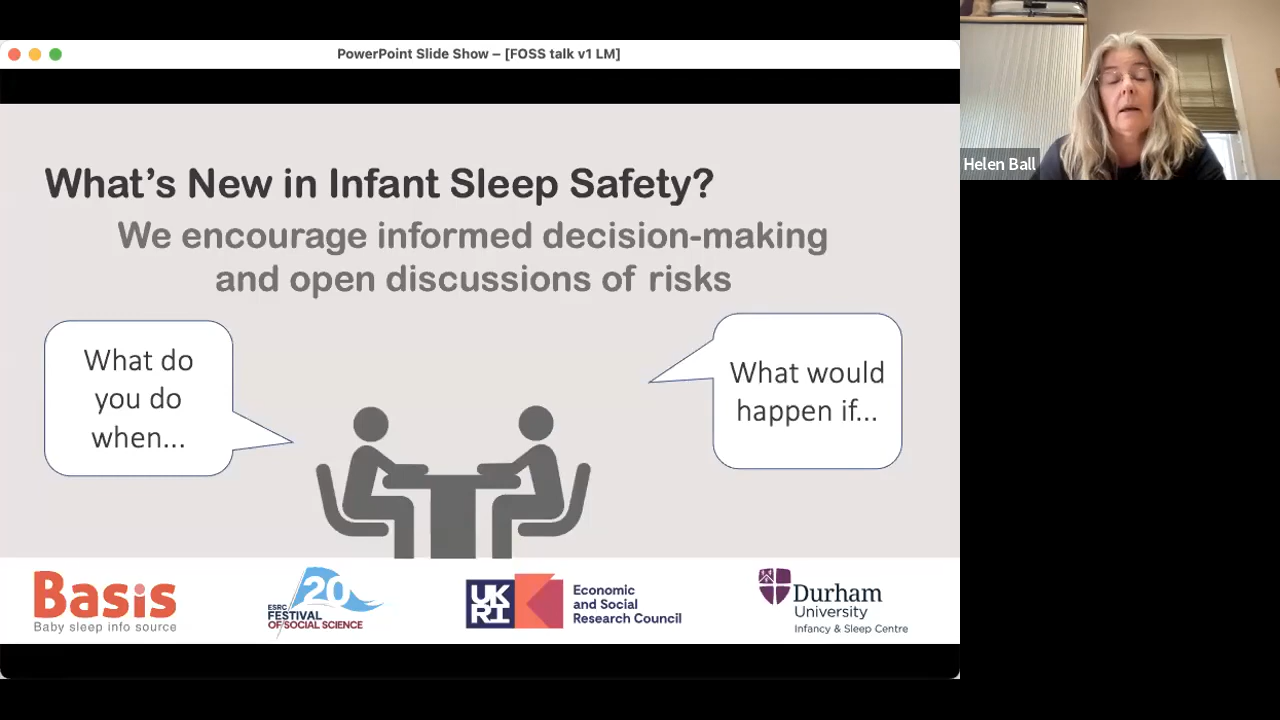 PowerPoint Slide Show – [FOSS talk v1 LM]
Helen Ball
What's New in Infant Sleep Safety?
We encourage informed decision-making
and open discussions of risks
What do
you do
when...
What would
happen if...
Basis
Baby sleep info source
20
ESRC
FESTIVAL
OF SOCIAL SCIENCE
UK
RI
Economic
and Social
Research Council
Durham
University
Infancy & Sleep Centre